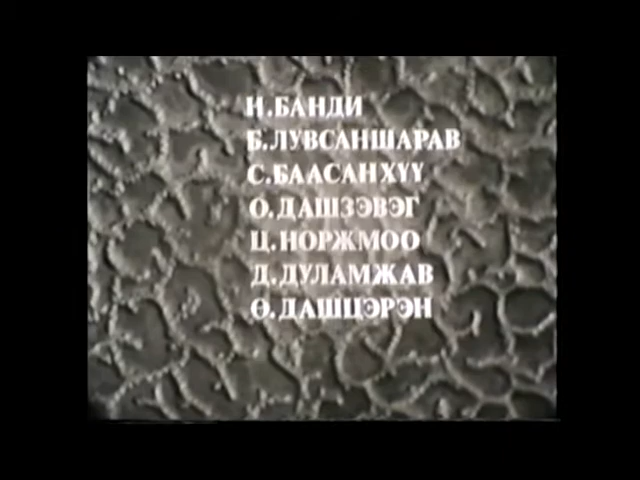 Н.БАНДИ
Б.ЛУВСАНШАРАВ
С.БААСАНХҮҮ
О.ДАШЗЭВЭГ
Ц.НОРЖМОО
Д.ДУЛАМЖАВ
Ө.ДАШЦЭРЭН